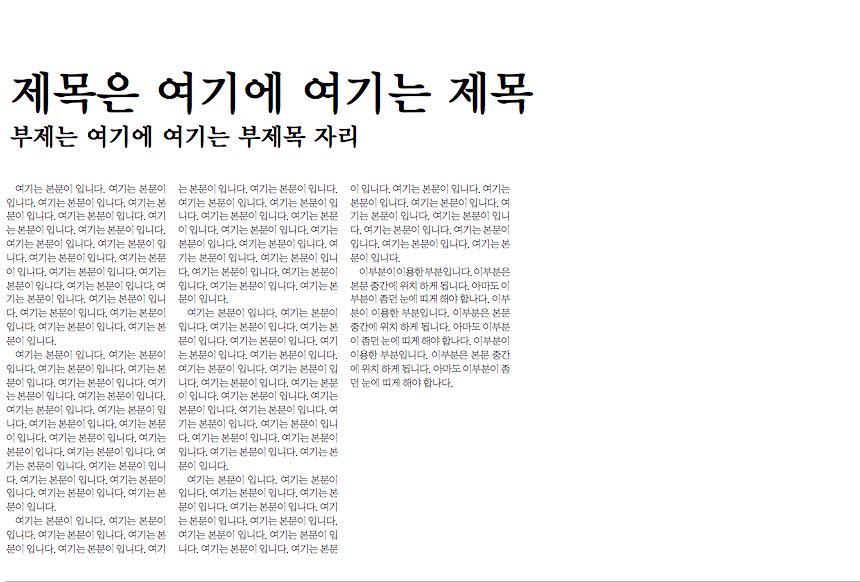 제목은 여기에 여기는 제목
부제는 여기에 여기는 부제목 자리
여기는 본문이 입니다. 여기는 본문이
입니다. 여기는 본문이 입니다. 여기는 본
문이 입니다. 여기는 본문이 입니다. 여기
는 본문이 입니다. 여기는 본문이 입니다.
여기는 본문이 입니다. 여기는 본문이 입
니다. 여기는 본문이 입니다. 여기는 본문
이 입니다. 여기는 본문이 입니다. 여기는
본문이 입니다. 여기는 본문이 입니다. 여
기는 본문이 입니다. 여기는 본문이 입니
다. 여기는 본문이 입니다. 여기는 본문이
입니다. 여기는 본문이 입니다. 여기는 본
문이 입니다.
여기는 본문이 입니다. 여기는 본문이
입니다. 여기는 본문이 입니다. 여기는 본
문이 입니다. 여기는 본문이 입니다. 여기
는 본문이 입니다. 여기는 본문이 입니다.
여기는 본문이 입니다. 여기는 본문이 입
니다. 여기는 본문이 입니다. 여기는 본문
이 입니다. 여기는 본문이 입니다. 여기는
본문이 입니다. 여기는 본문이 입니다. 여
기는 본문이 입니다. 여기는 본문이 입니
다. 여기는 본문이 입니다. 여기는 본문이
입니다. 여기는 본문이 입니다. 여기는 본
문이 입니다.
여기는 본문이 입니다. 여기는 본문이
입니다. 여기는 본문이 입니다. 여기는 본
문이 입니다. 여기는 본문이 입니다. 여기
는 본문이 입니다. 여기는 본문이 입니다.
여기는 본문이 입니다. 여기는 본문이 입
니다. 여기는 본문이 입니다. 여기는 본문
이 입니다. 여기는 본문이 입니다. 여기는
본문이 입니다. 여기는 본문이 입니다. 여
기는 본문이 입니다. 여기는 본문이 입니
다. 여기는 본문이 입니다. 여기는 본문이
입니다. 여기는 본문이 입니다. 여기는 본
문이 입니다.
여기는 본문이 입니다. 여기는 본문이
입니다. 여기는 본문이 입니다. 여기는 본
문이 입니다. 여기는 본문이 입니다. 여기
는 본문이 입니다. 여기는 본문이 입니다.
여기는 본문이 입니다. 여기는 본문이 입
니다. 여기는 본문이 입니다. 여기는 본문
이 입니다. 여기는 본문이 입니다. 여기는
본문이 입니다. 여기는 본문이 입니다. 여
기는 본문이 입니다. 여기는 본문이 입니
다. 여기는 본문이 입니다. 여기는 본문이
입니다. 여기는 본문이 입니다. 여기는 본
문이 입니다.
여기는 본문이 입니다. 여기는 본문이
입니다. 여기는 본문이 입니다. 여기는 본
문이 입니다. 여기는 본문이 입니다. 여기
는 본문이 입니다. 여기는 본문이 입니다.
여기는 본문이 입니다. 여기는 본문이 입
니다. 여기는 본문이 입니다. 여기는 본문
이 입니다. 여기는 본문이 입니다. 여기는
본문이 입니다. 여기는 본문이 입니다. 여
기는 본문이 입니다. 여기는 본문이 입니
다. 여기는 본문이 입니다. 여기는 본문이
입니다. 여기는 본문이 입니다. 여기는 본
문이 입니다.
이부분이 이용한 부분입니다. 이부분은
본문 중간에 위치 하게 됩니다. 아마도 이
부분이 좀던 눈에 띠게 해야 합나다. 이부
분이 이용한 부분입니다. 이부분은 본문
중간에 위치 하게 됩니다. 아마도 이부분
이 좀던 눈에 띠게 해야 합나다. 이부분이
이용한 부분입니다. 이부분은 본문 중간
에 위치 하게 됩니다. 아마도 이부분이 좀
던 눈에 띠게 해야 합나다.